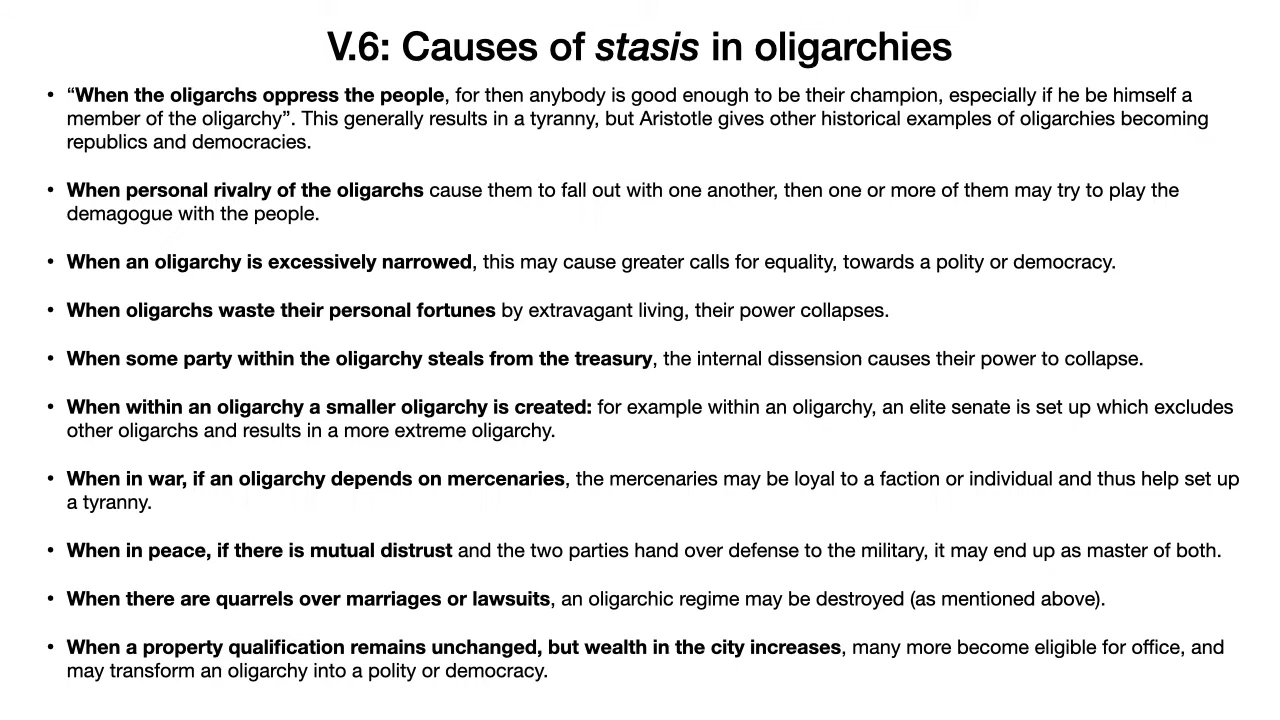 V.6: Causes of stasis in oligarchies
• “When the oligarchs oppress the people, for then anybody is good enough to be their champion, especially if he be himself a
member of the oligarchy”. This generally results in a tyranny, but Aristotle gives other historical examples of oligarchies becoming
republics and democracies.
• When personal rivalry of the oligarchs cause them to fall out with one another, then one or more of them may try to play the
demagogue with the people.
• When an oligarchy is excessively narrowed, this may cause greater calls for equality, towards a polity or democracy.
• When oligarchs waste their personal fortunes by extravagant living, their power collapses.
• When some party within the oligarchy steals from the treasury, the internal dissension causes their power to collapse.
• When within an oligarchy a smaller oligarchy is created: for example within an oligarchy, an elite senate is set up which excludes
other oligarchs and results in a more extreme oligarchy.
• When in war, if an oligarchy depends on mercenaries, the mercenaries may be loyal to a faction or individual and thus help set up
a tyranny.
• When in peace, if there is mutual distrust and the two parties hand over defense to the military, it may end up as master of both.
• When there are quarrels over marriages or lawsuits, an oligarchic regime may be destroyed (as mentioned above).
• When a property qualification remains unchanged, but wealth in the city increases, many more become eligible for office, and
may transform an oligarchy into a polity or democracy.